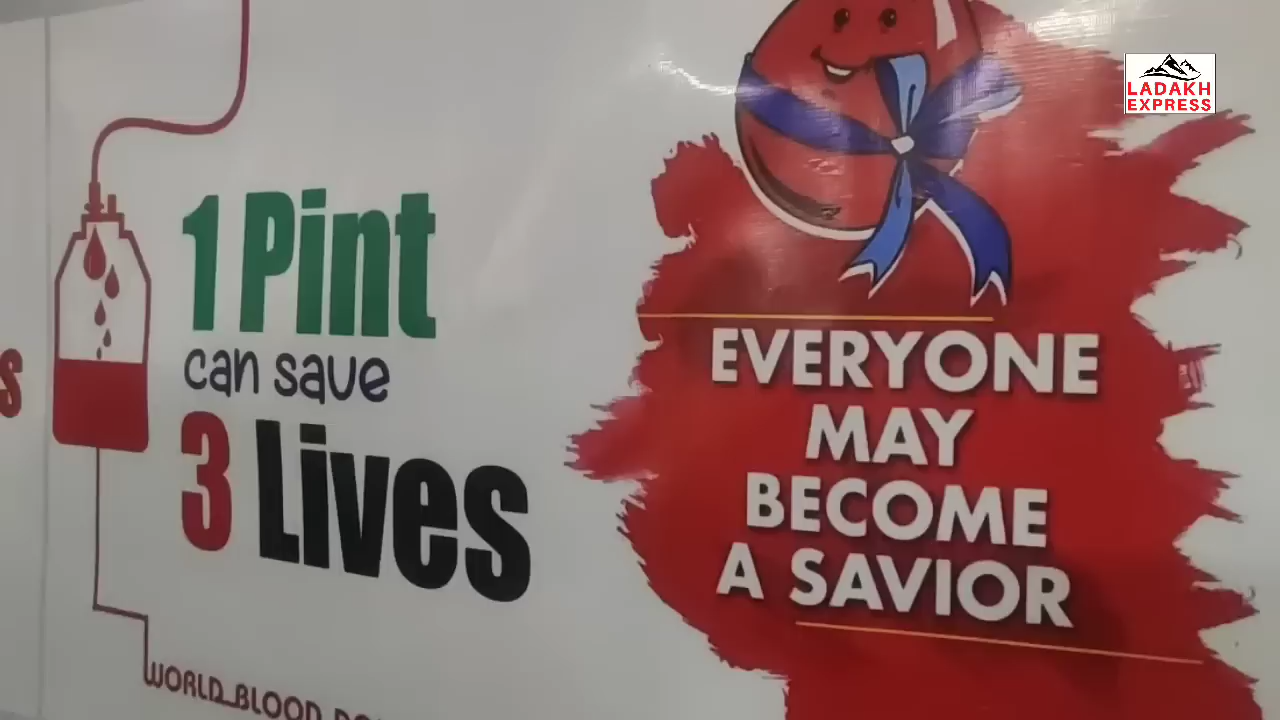 1 Pint
can save
3 Lives
WORLD BLOOD
EVERYONE
MAY
BECOME
A SAVIOR
LADAKH
EXPRESS